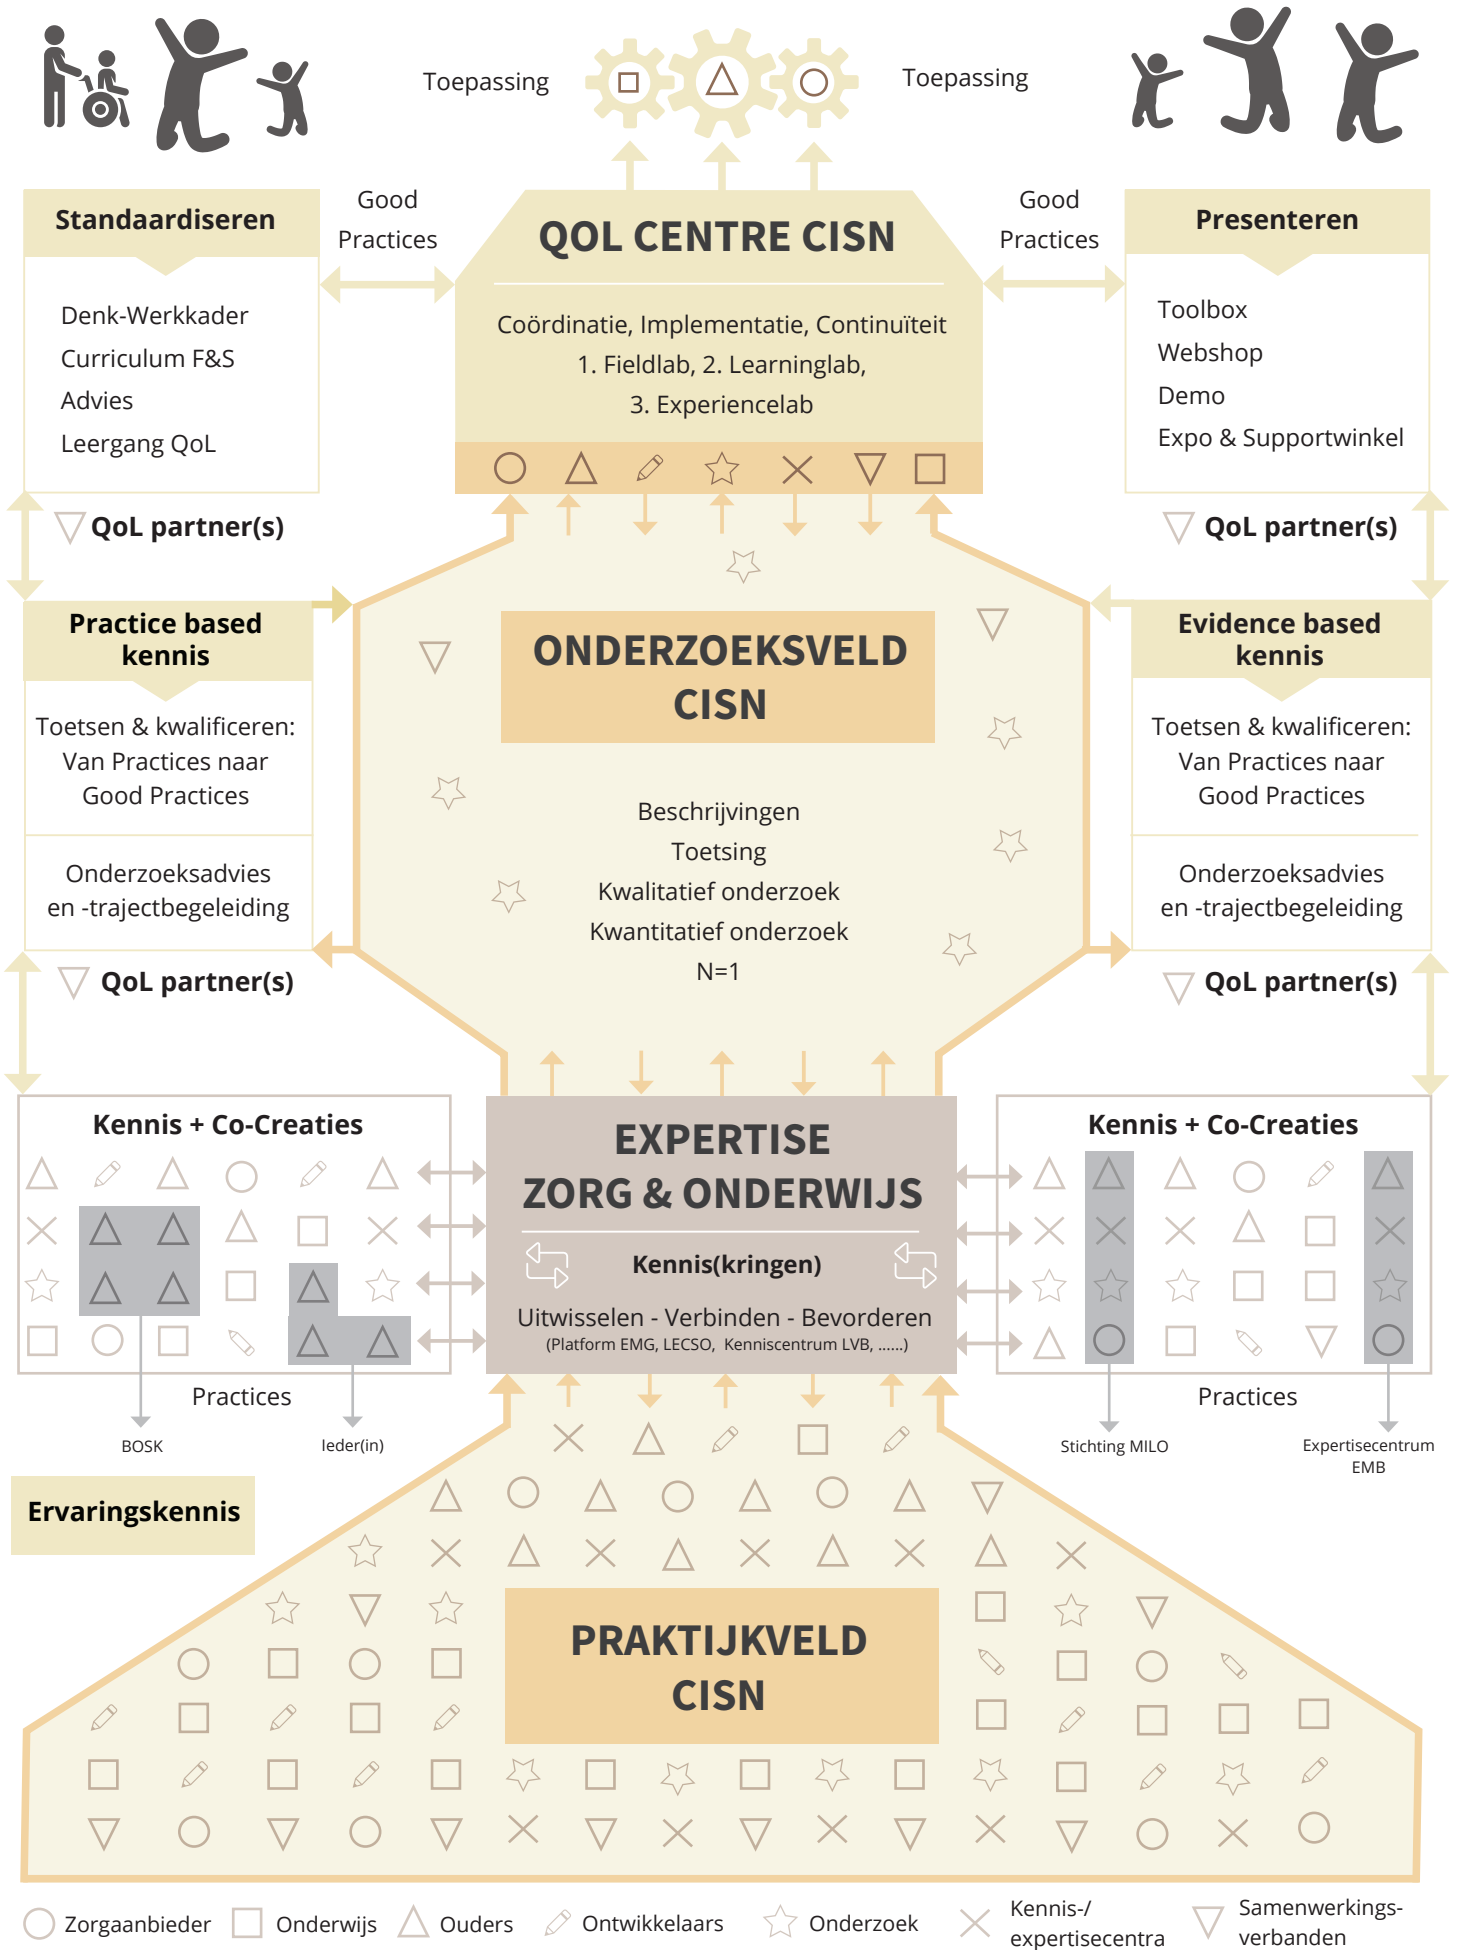 Toepassing
Toepassing
Standaardiseren
Denk-Werkkader
Curriculum F&S
Advies
Leergang QoL
Good
Practices
QOL CENTRE CISN
Coördinatie, Implementatie, Continuïteit
1. Fieldlab, 2. Learninglab,
3. Experiencelab
Good
Practices
Presenteren
Toolbox
Webshop
Demo
Expo & Supportwinkel
QoL partner(s)
QoL partner(s)
Practice based
kennis
Toetsen & kwalificeren:
Van Practices naar
Good Practices
Onderzoeksadvies
en -trajectbegeleiding
ONDERZOEKSVELD
CISN
Beschrijvingen
Toetsing
Kwalitatief onderzoek
Kwantitatief onderzoek
N=1
Evidence based
kennis
Toetsen & kwalificeren:
Van Practices naar
Good Practices
Onderzoeksadvies
en -trajectbegeleiding
QoL partner(s)
QoL partner(s)
Kennis + Co-Creaties
Practices
BOSK
Ieder(in)
EXPERTISE
ZORG & ONDERWIJS
Kennis(kringen)
Uitwisselen - Verbinden - Bevorderen
(Platform EMG, LECSO, Kenniscentrum LVB, ......)
Kennis + Co-Creaties
Practices
Stichting MILO
Expertisecentrum
EMB
Ervaringskennis
PRAKTIJKVELD
CISN
Zorgaanbieder
Onderwijs
Ouders
Ontwikkelaars
Onderzoek
Kennis-/
expertisecentra
Samenwerkings-
verbanden